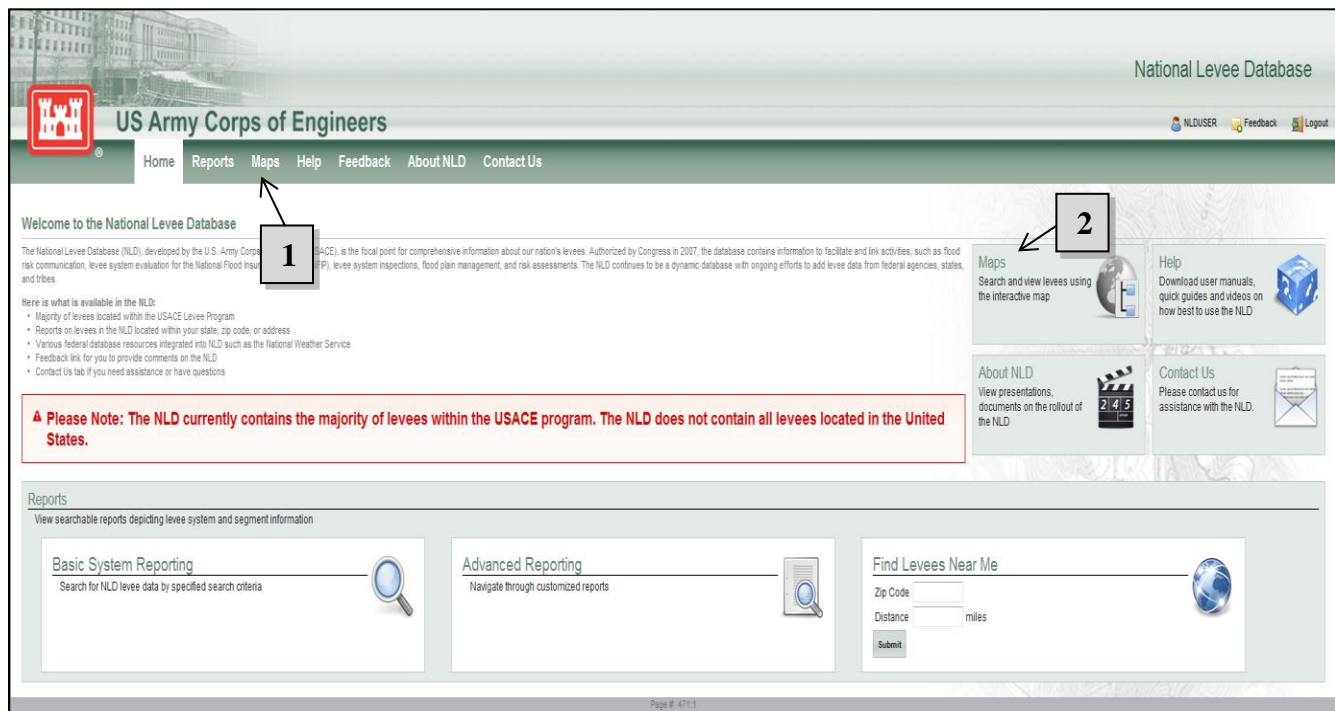 National Levee Database
US Army Corps of Engineers
®
NLDUSER Feedback Logout
Home Reports Maps Help Feedback About NLD Contact Us
1
2
Welcome to the National Levee Database
The National Levee Database (NLD), developed by the U.S. Army Corps SACE), is the focal point for comprehensive information about our nation's levees. Authorized by Congress in 2007, the database contains information to facilitate and link activities, such as flood
risk communication, levee system evaluation for the National Flood Insur FIP), levee system inspections, flood plain management, and risk assessments. The NLD continues to be a dynamic database with ongoing efforts to add levee data from federal agencies, states,
and tribes.
Here is what is available in the NLD:
• Majority of levees located within the USACE Levee Program
• Reports on levees in the NLD located within your state, zip code, or address
• Various federal database resources integrated into NLD such as the National Weather Service
• Feedback link for you to provide comments on the NLD
• Contact Us tab if you need assistance or have questions
Please Note: The NLD currently contains the majority of levees within the USACE program. The NLD does not contain all levees located in the United
States.
Maps
Search and view levees using
the interactive map
Help
Download user manuals,
quick guides and videos on
how best to use the NLD
About NLD
View presentations,
documents on the rollout of
the NLD
2 4 5
Contact Us
Please contact us for
assistance with the NLD.
Reports
View searchable reports depicting levee system and segment information
Basic System Reporting
Search for NLD levee data by specified search criteria
Advanced Reporting
Navigate through customized reports
Find Levees Near Me
Zip Code
Distance miles
Submit
Page #: 471:1